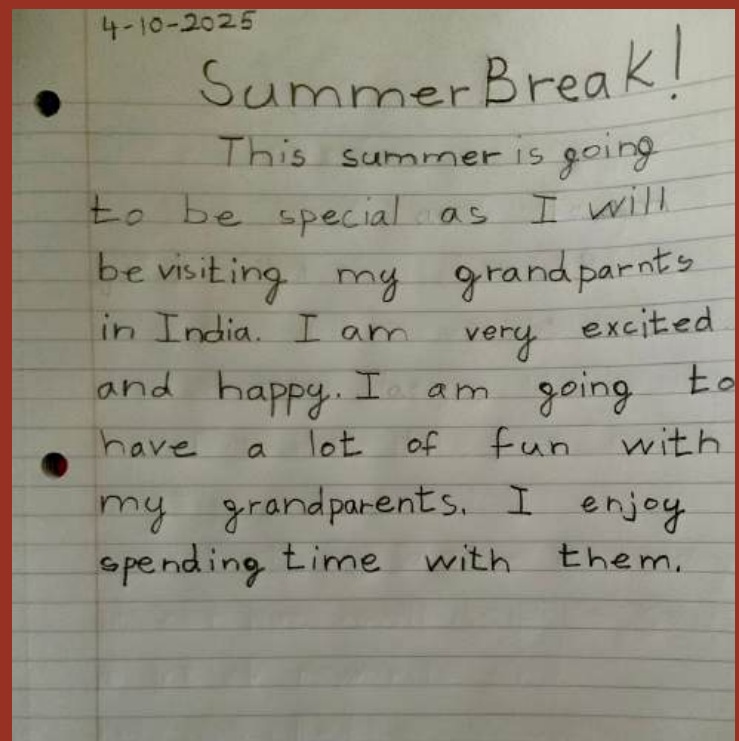 4-10-2025
Summer Break!
This summer is going
to be special as I will
be visiting my grandparnts
in India. I am very excited
and happy. I am going to
have a lot of fun with
my grandparents. I enjoy
spending time with them.